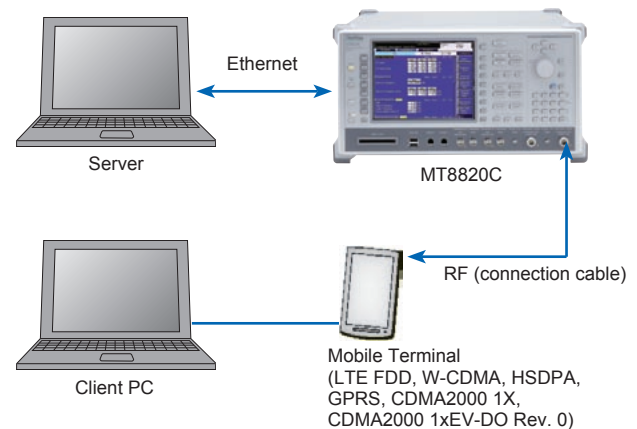 Ethernet
Server
MT8820C
RF (connection cable)
Client PC
Mobile Terminal
(LTE FDD, W-CDMA, HSDPA,
GPRS, CDMA2000 1X,
CDMA2000 1xEV-DO Rev. 0)